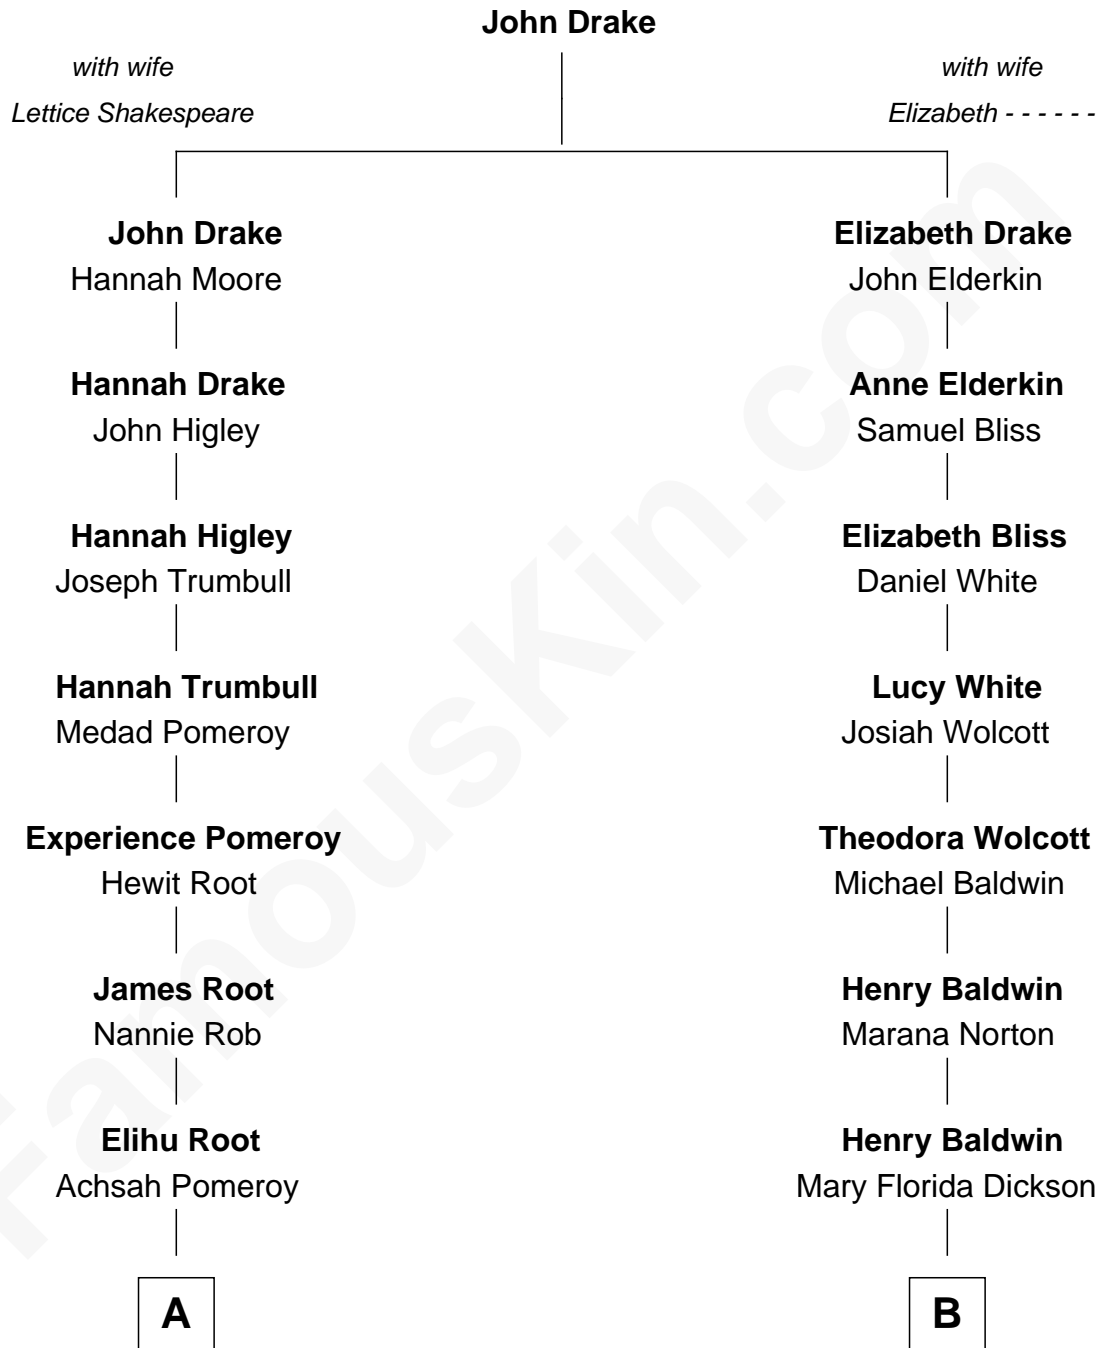 John Drake
with wife
Lettice Shakespeare
with wife
Elizabeth - - - - - -
John Drake
Hannah Moore
Elizabeth Drake
John Elderkin
Hannah Drake
John Higley
Anne Elderkin
Samuel Bliss
Hannah Higley
Joseph Trumbull
Elizabeth Bliss
Daniel White
Hannah Trumbull
Medad Pomeroy
Lucy White
Josiah Wolcott
Experience Pomeroy
Hewit Root
Theodora Wolcott
Michael Baldwin
James Root
Nannie Rob
Henry Baldwin
Marana Norton
Elihu Root
Achsah Pomeroy
Henry Baldwin
Mary Florida Dickson
A
B
FamousKin.com